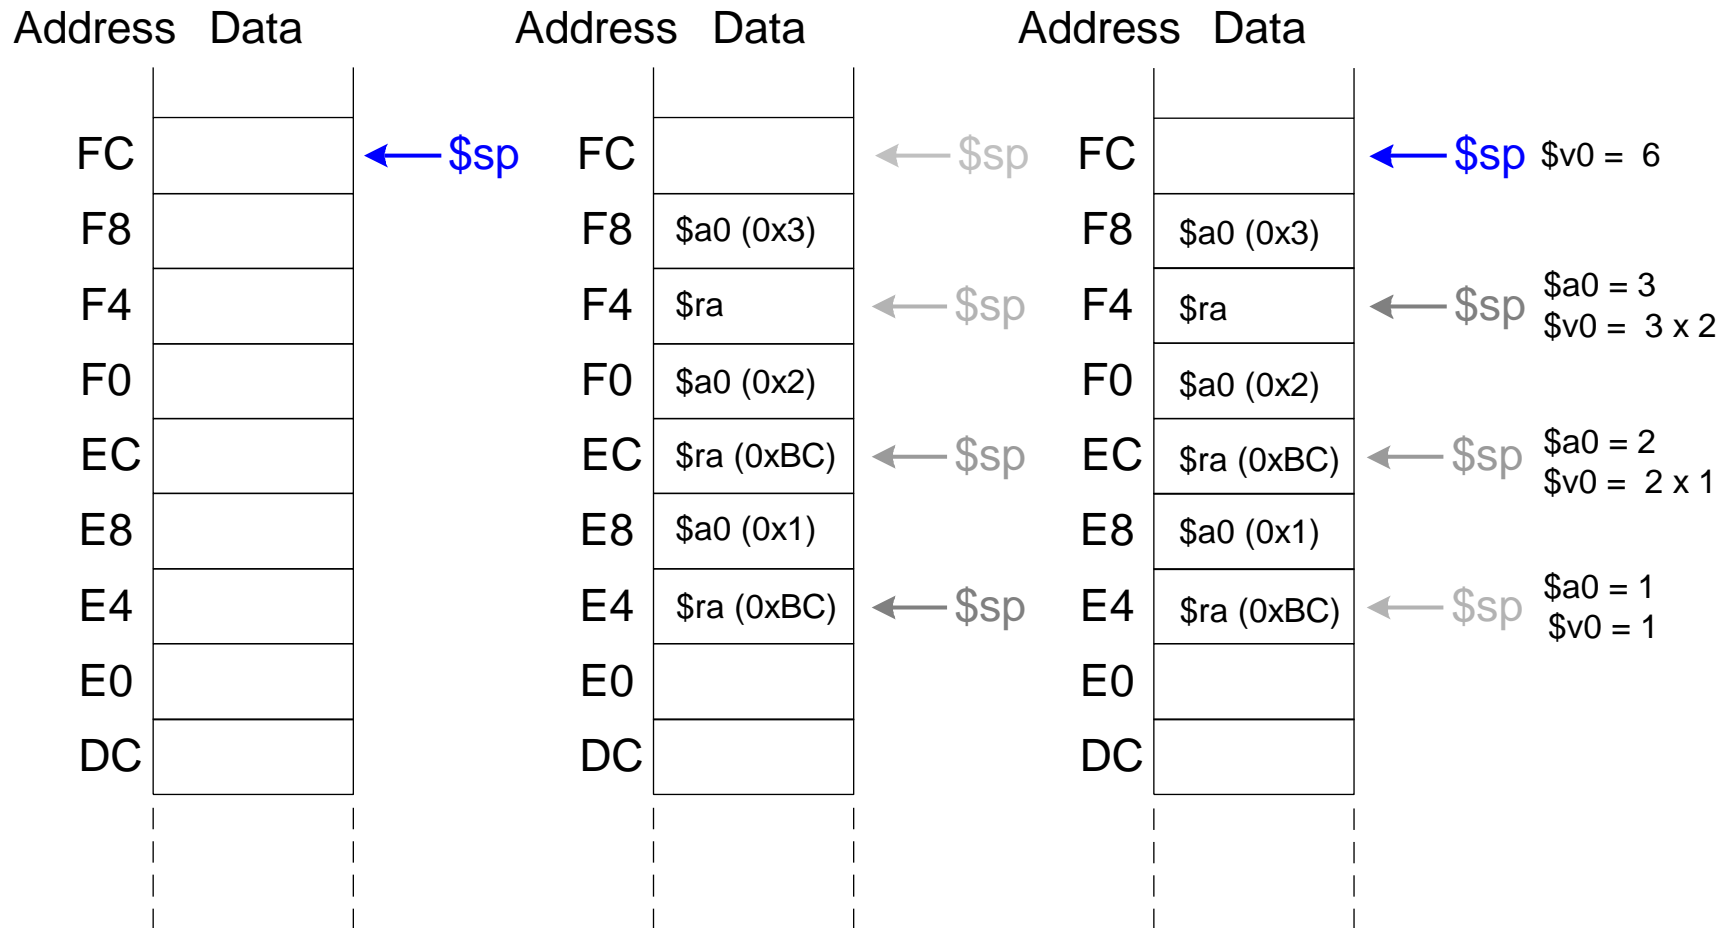 Address Data Address Data Address Data
FC $sp FC $sp FC $sp $v0 = 6
F8 F8 $a0 (0x3) F8 $a0 (0x3)
F4 F4 $ra $sp F4 $ra $sp $a0 = 3
$v0 = 3 x 2
F0 F0 $a0 (0x2) F0 $a0 (0x2)
EC EC $ra (0xBC) $sp EC $ra (0xBC) $sp $a0 = 2
$v0 = 2 x 1
E8 E8 $a0 (0x1) E8 $a0 (0x1)
E4 E4 $ra (0xBC) $sp E4 $ra (0xBC) $sp $a0 = 1
$v0 = 1
E0 E0 E0
DC DC DC